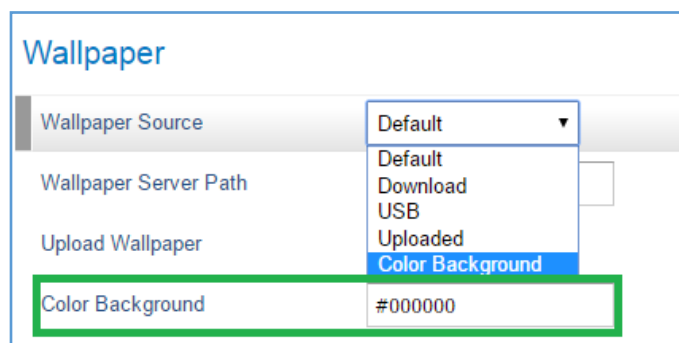 Wallpaper
Wallpaper Source Default
Default
Wallpaper Server Path Download
USB
Upload Wallpaper Uploaded
Color Background
Color Background #000000